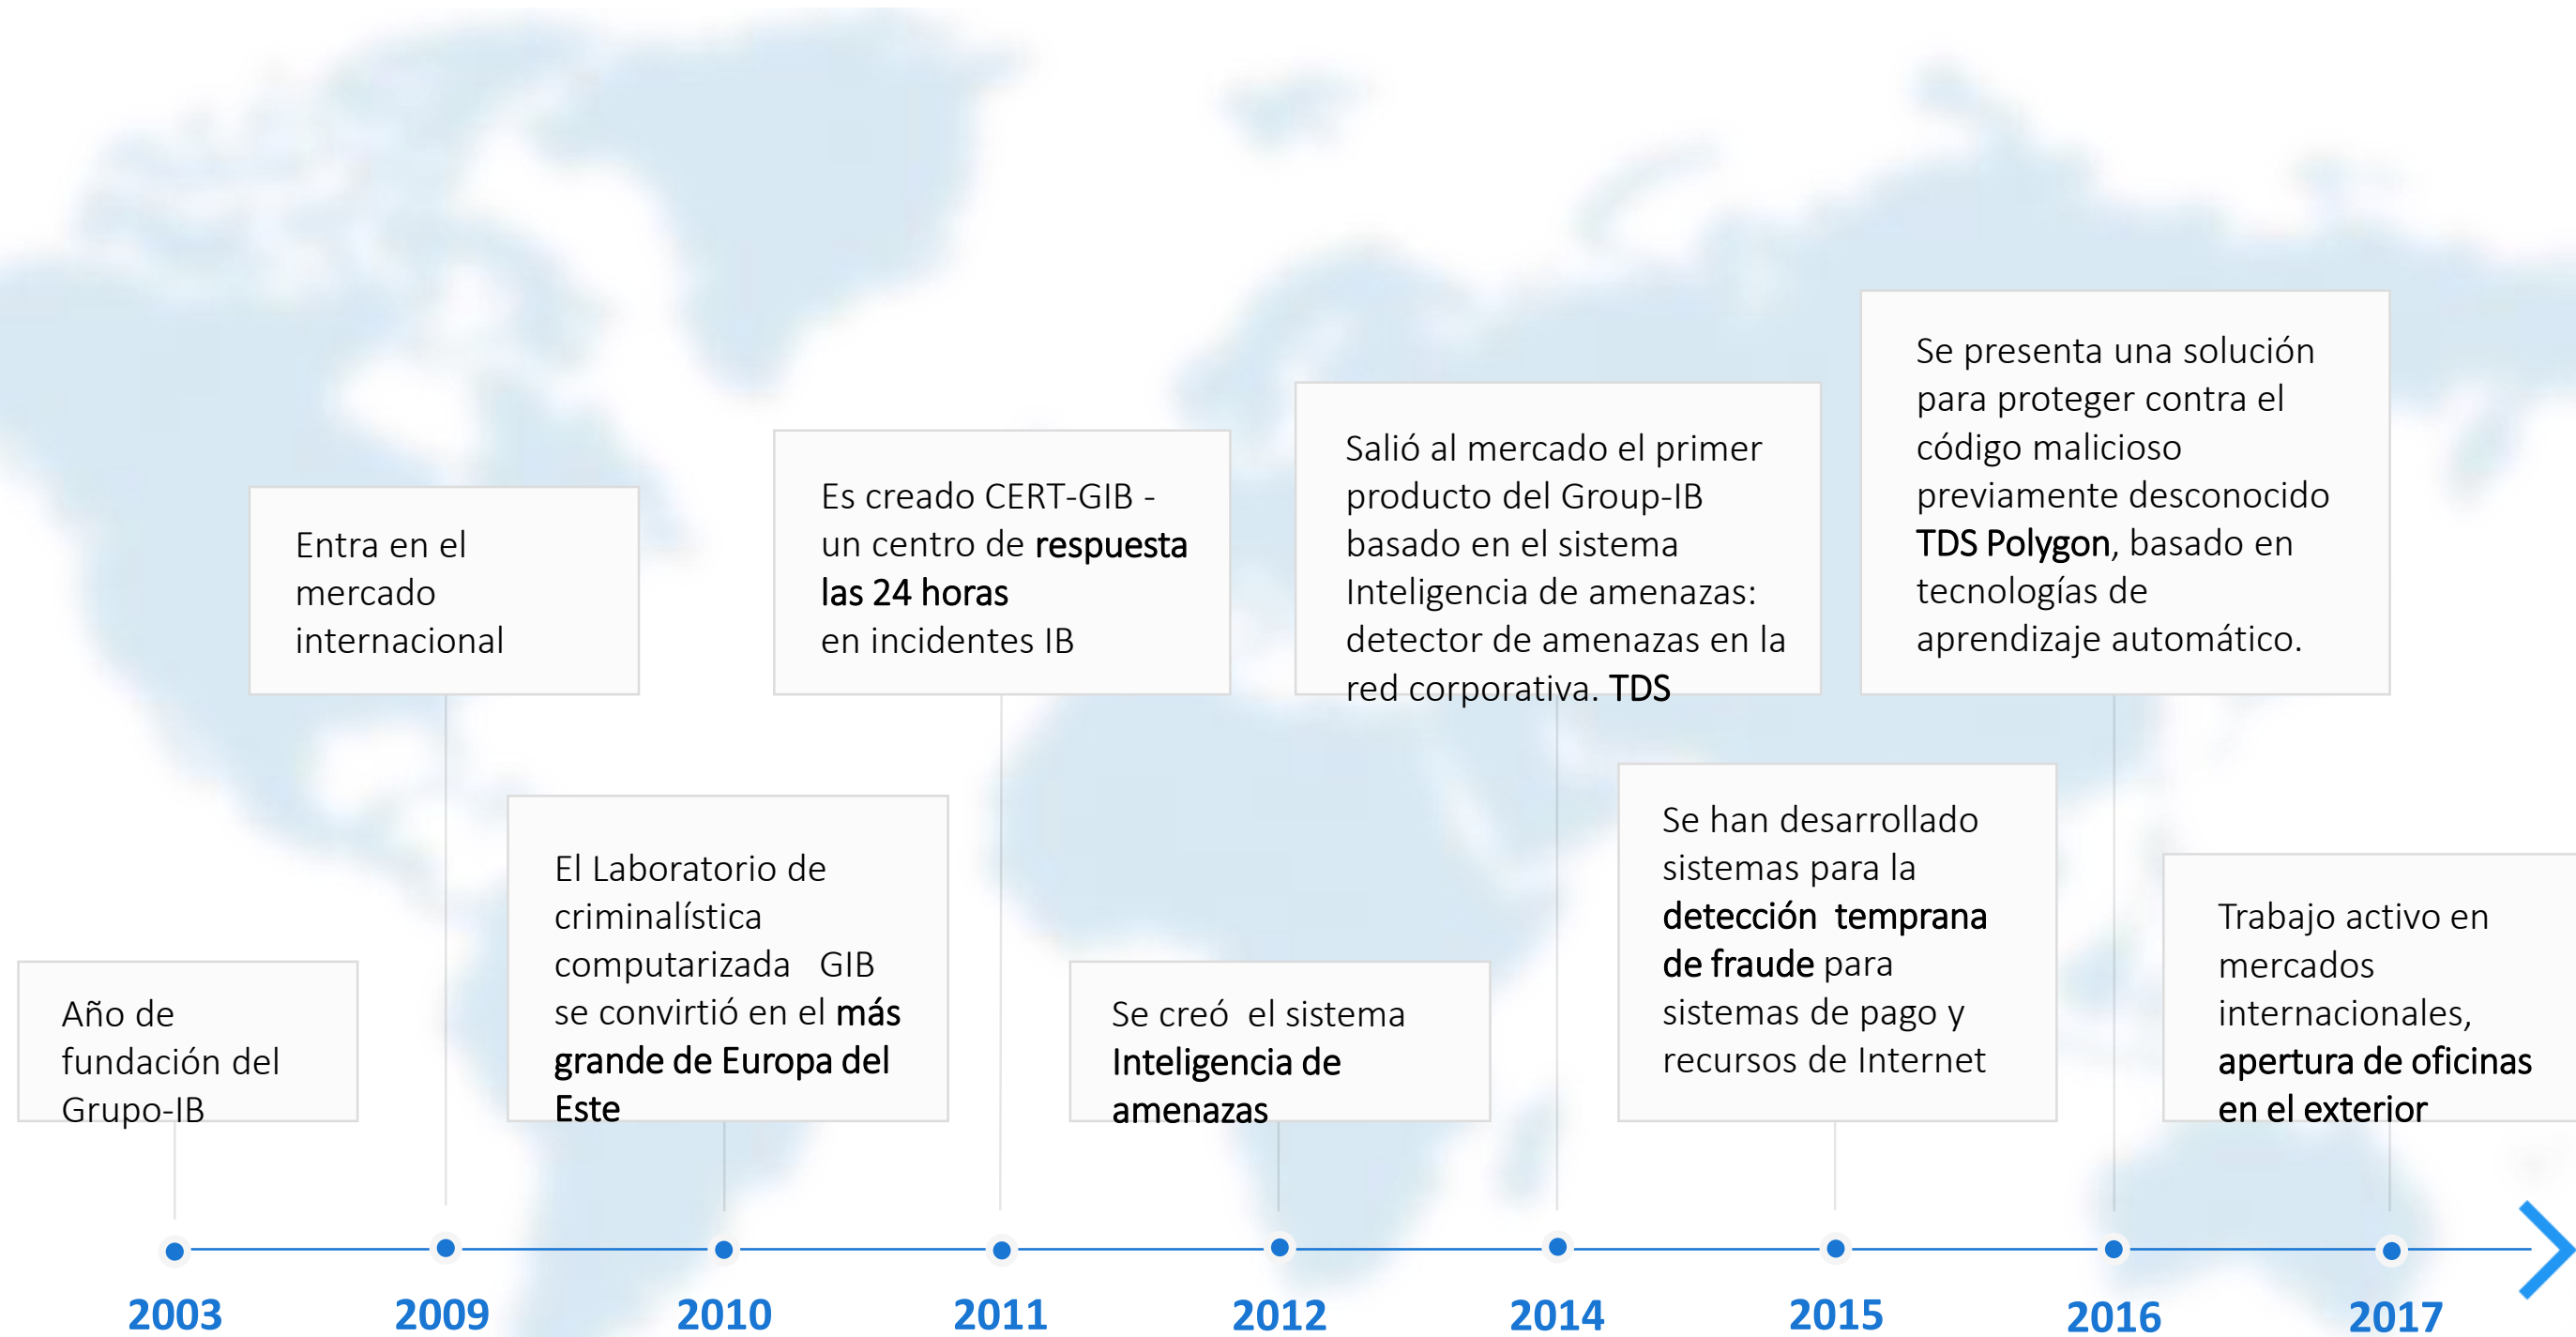 Año de
fundación del
Grupo-IB
Entra en el
mercado
internacional
El Laboratorio de
criminalística
computarizada   GIB
se convirtió en el más
grande de Europa del
Este
Es creado CERT-GIB -
un centro de respuesta
las 24 horas
en incidentes IB
Se creó  el sistema
Inteligencia de
amenazas
Salió al mercado el primer
producto del Group-IB
basado en el sistema
Inteligencia de amenazas:
detector de amenazas en la
red corporativa. TDS
Se han desarrollado
sistemas para la
detección  temprana
de fraude para
sistemas de pago y
recursos de Internet
Se presenta una solución
para proteger contra el
código malicioso
previamente desconocido
TDS Polygon, basado en
tecnologías de
aprendizaje automático.
Trabajo activo en
mercados
internacionales,
apertura de oficinas
en el exterior
2003
2009
2010
2011
2012
2014
2015
2016
2017